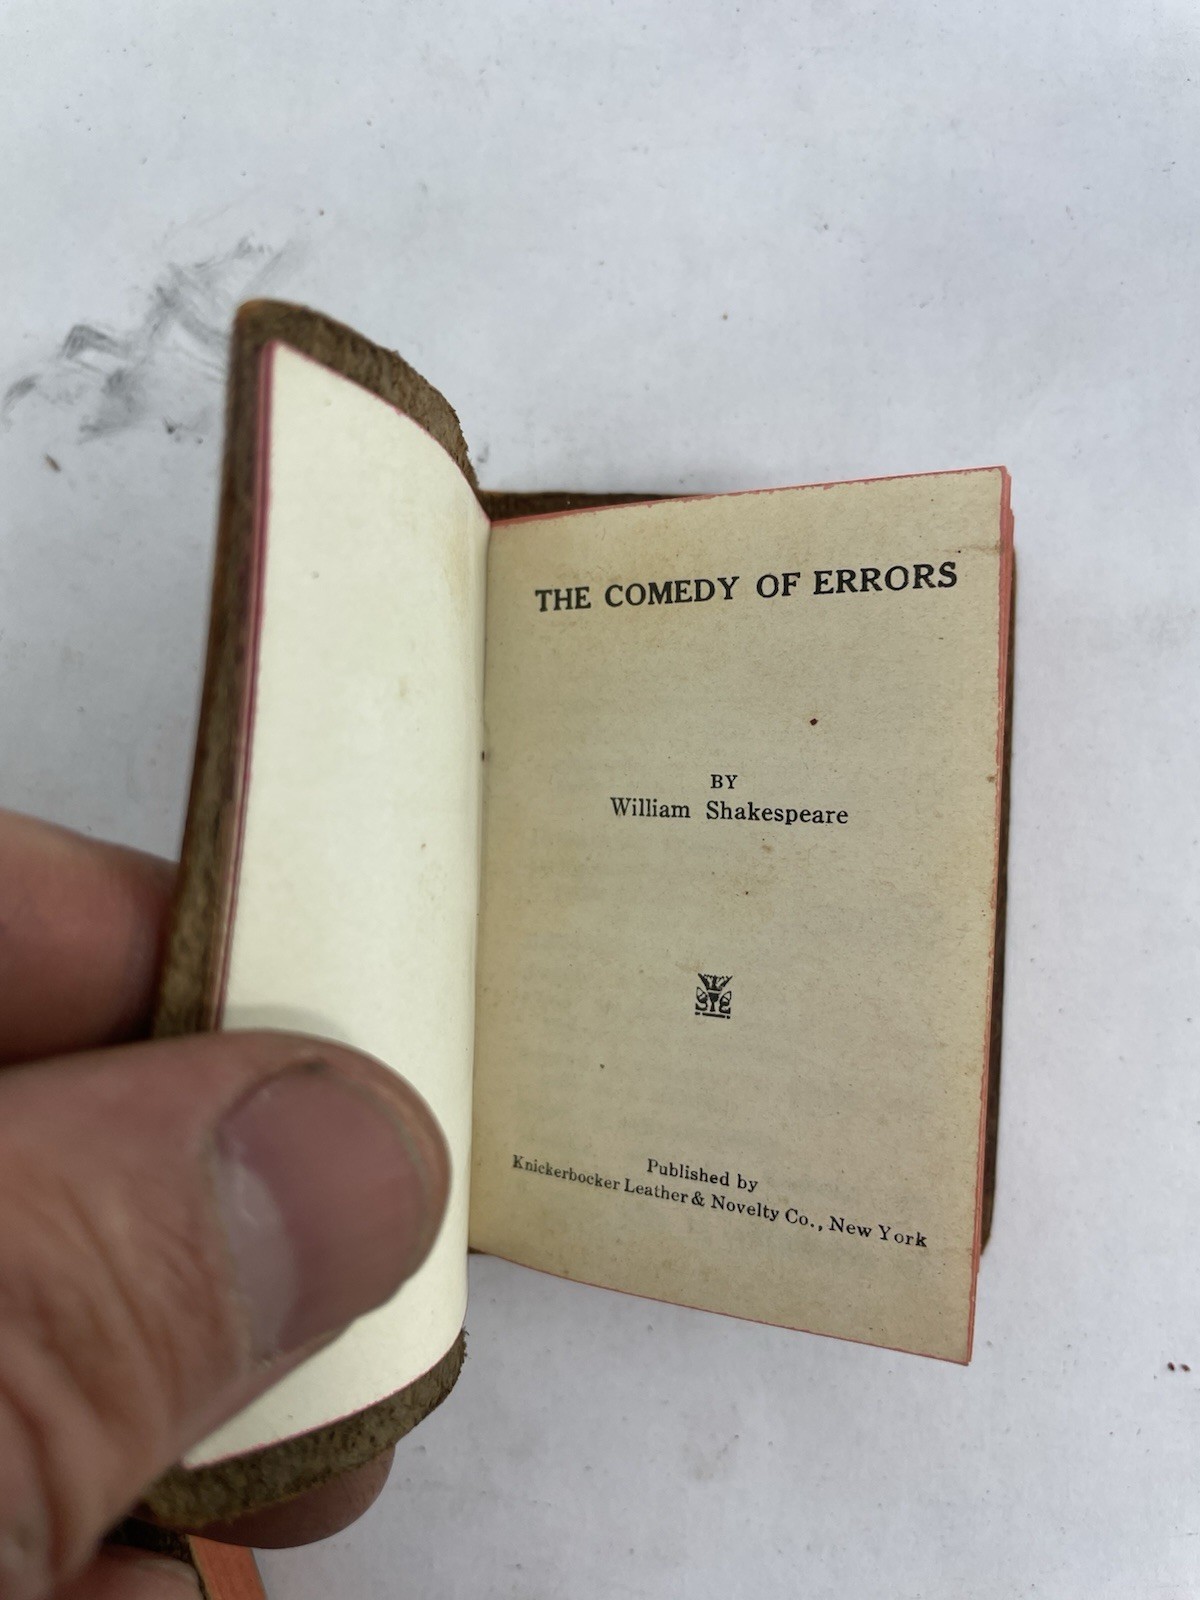 THE COMEDY OF ERRORS
BY
William Shakespeare
Published by
Knickerbocker Leather & Novelty Co., New York